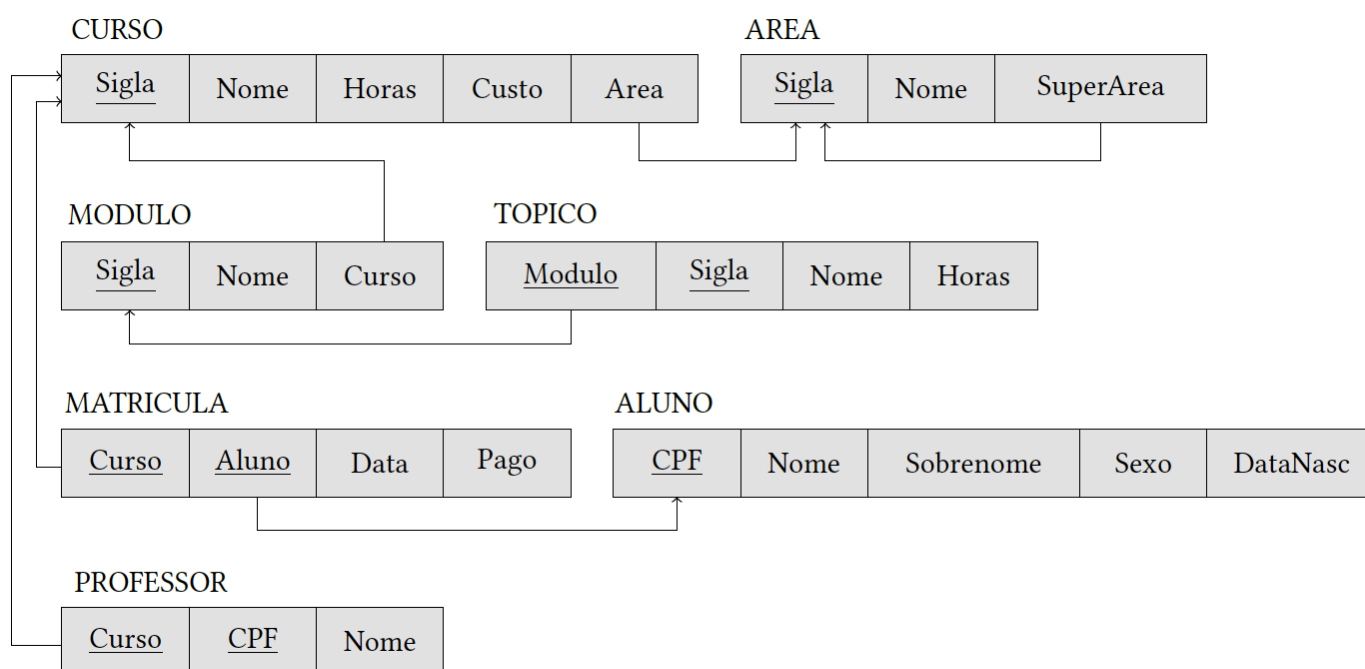 CURSO AREA
Sigla Nome Horas Custo Area Sigla Nome SuperArea
MODULO TOPICO
Sigla Nome Curso Modulo Sigla Nome Horas
MATRICULA ALUNO
Curso Aluno Data Pago CPF Nome Sobrenome Sexo DataNasc
PROFESSOR
Curso CPF Nome